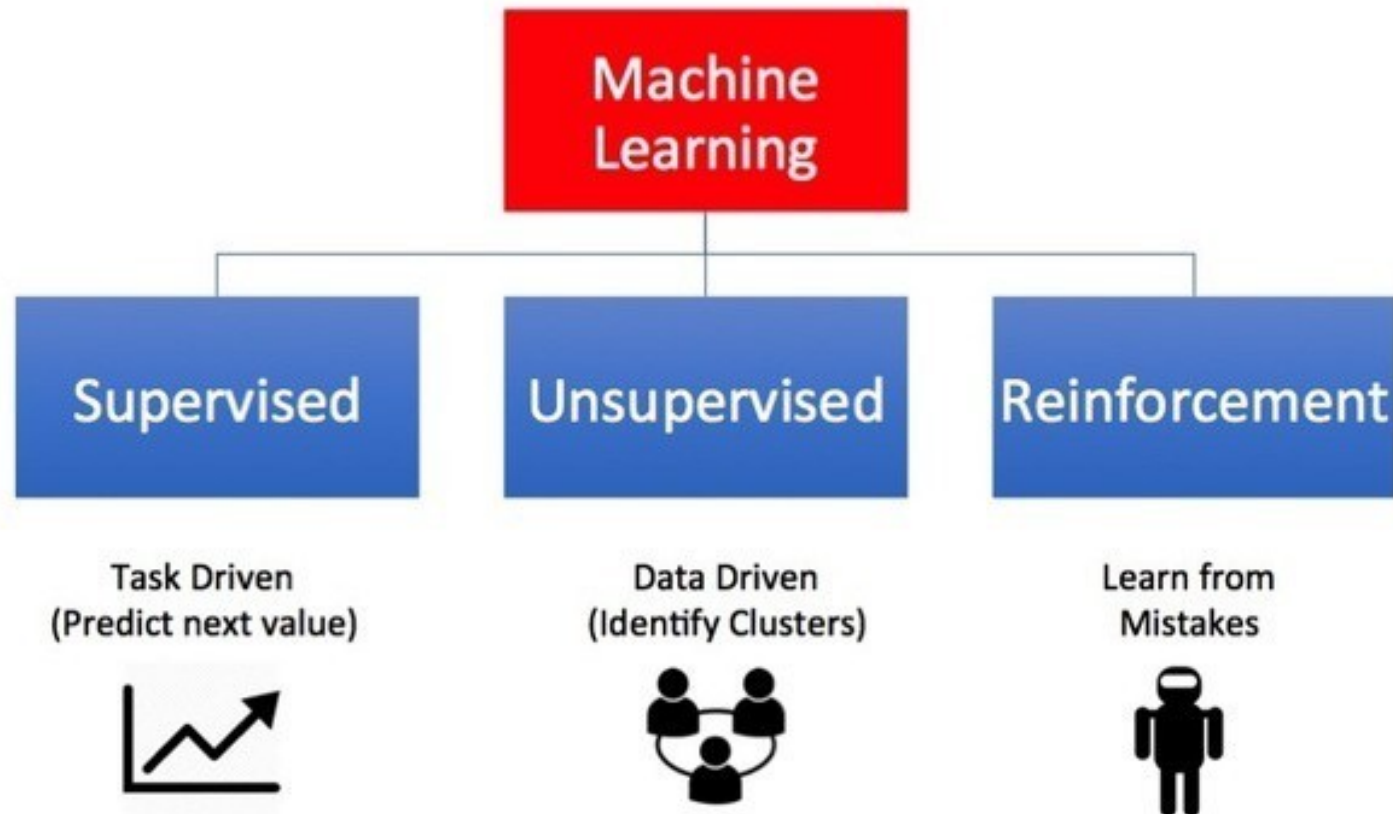 Machine
Learning
Supervised
Unsupervised
Reinforcement
Task Driven
(Predict next value)
Data Driven
(Identify Clusters)
Learn from
Mistakes